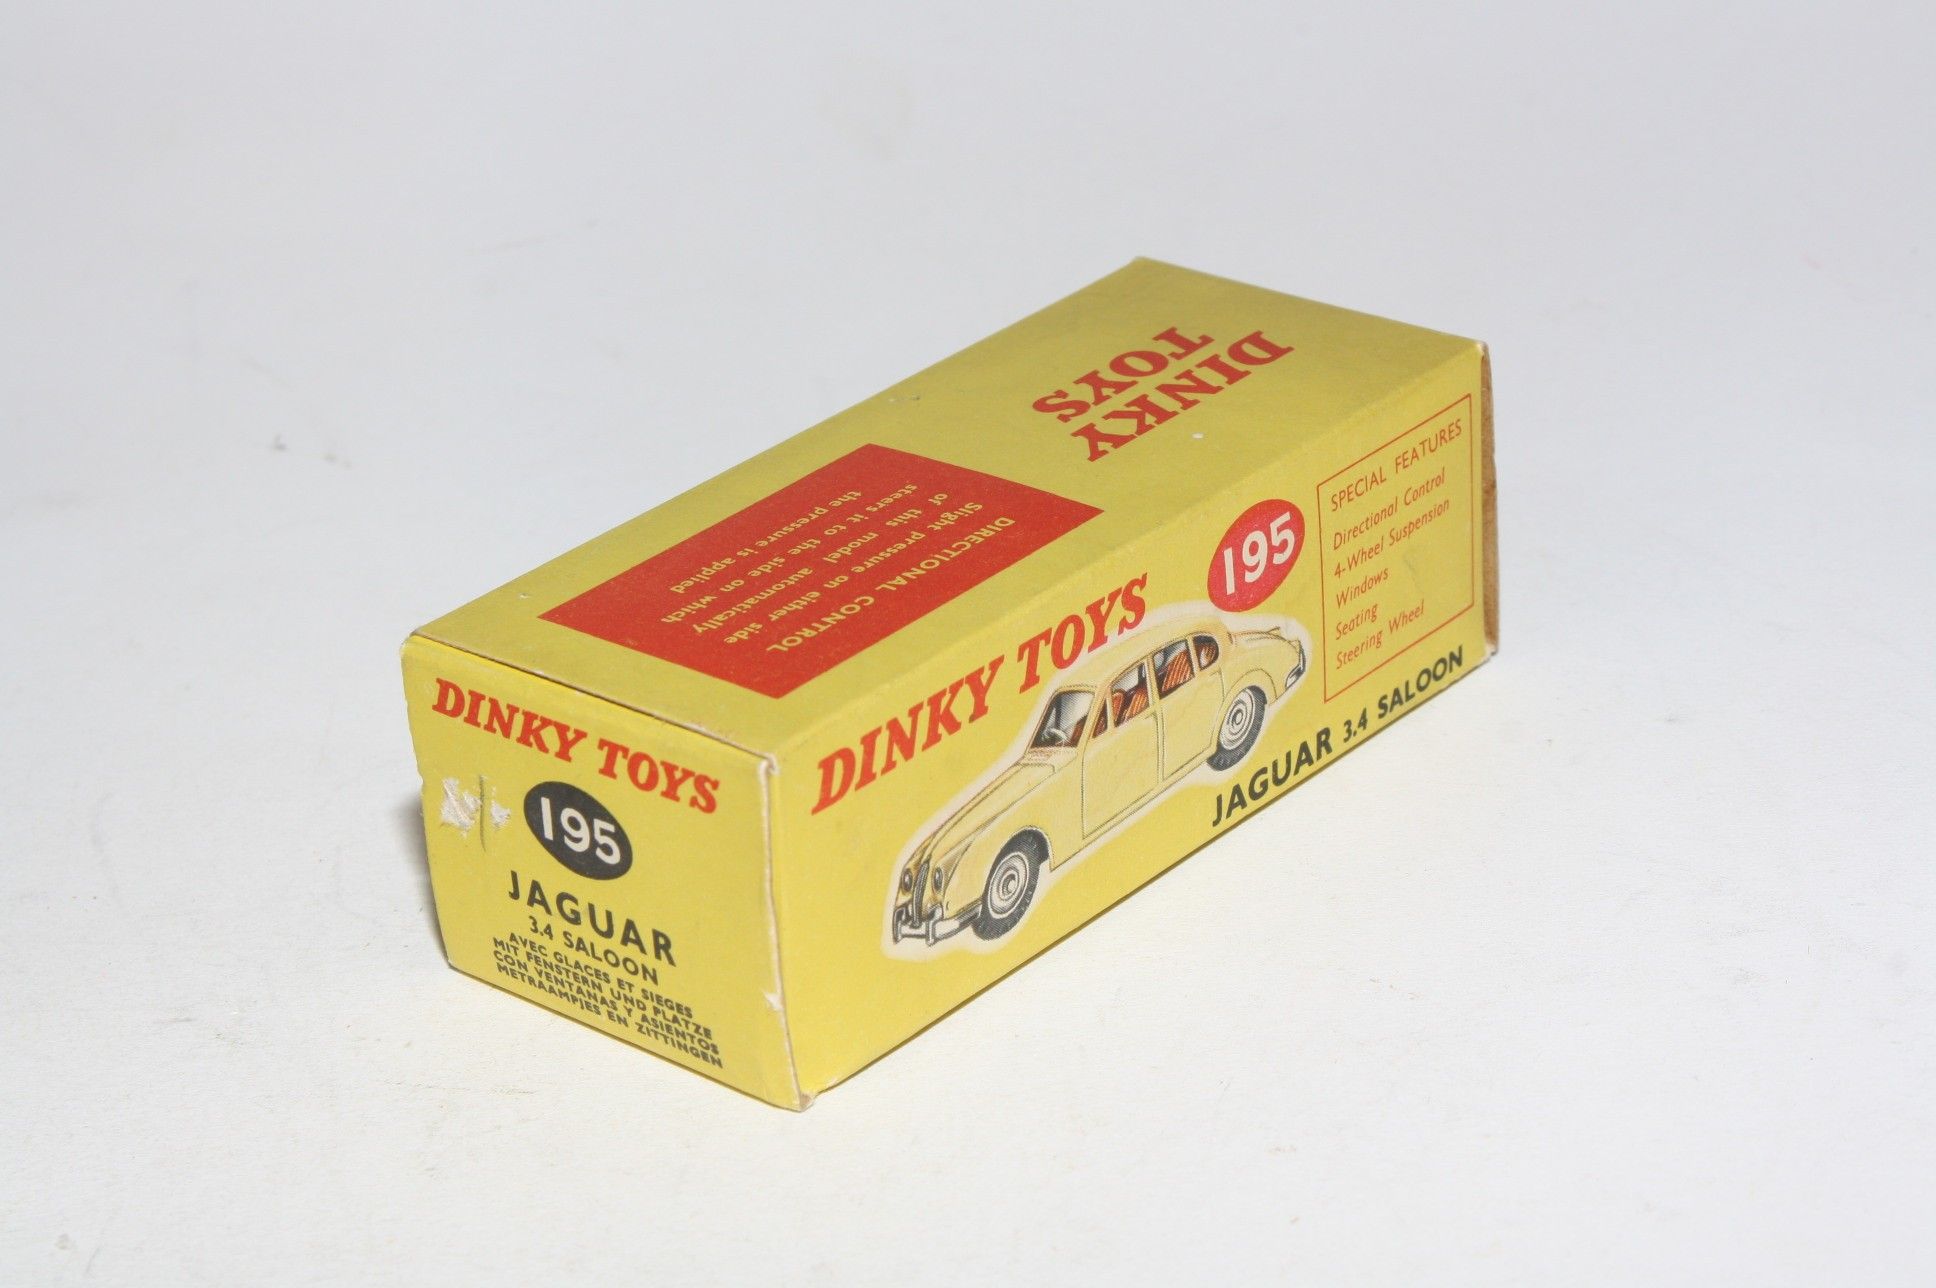 DINKY
TOYS
DIRECTIONAL CONTROL
Slight pressure on either side
of this model automatically
steers it to the side on which
the pressure is applied
DINKY TOYS
195
JAGUAR
3.4 SALOON
AVEC GLACES ET SIEGES
MIT FENSTERN UND PLATZE
CON VENTANAS Y ASIENTOS
METRAAMPJES EN ZITTINGEN
DINKY TOYS
195
JAGUAR 3.4 SALOON
SPECIAL FEATURES
Directional Control
4-Wheel Suspension
Windows
Seating
Steering Wheel